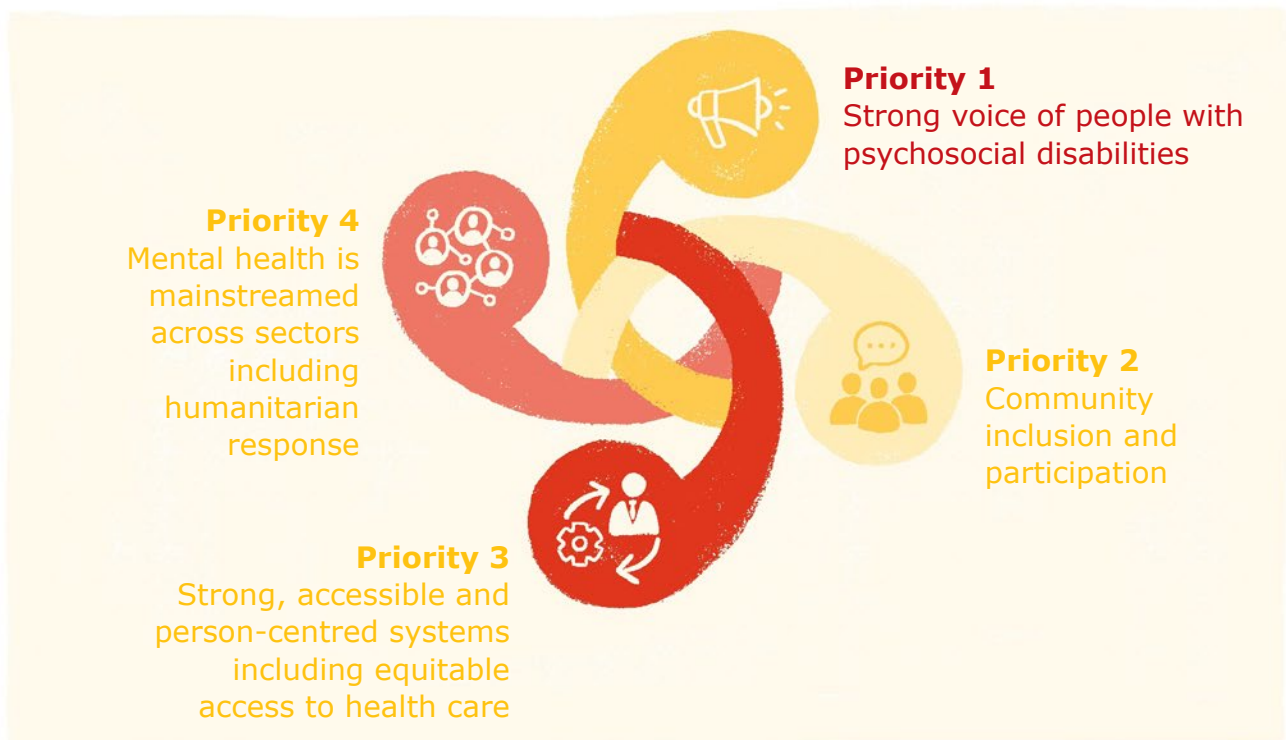 Priority 1
Strong voice of people with
psychosocial disabilities
Priority 2
Community
inclusion and
participation
Priority 3
Strong, accessible and
person-centred systems
including equitable
access to health care
Priority 4
Mental health is
mainstreamed
across sectors
including
humanitarian
response